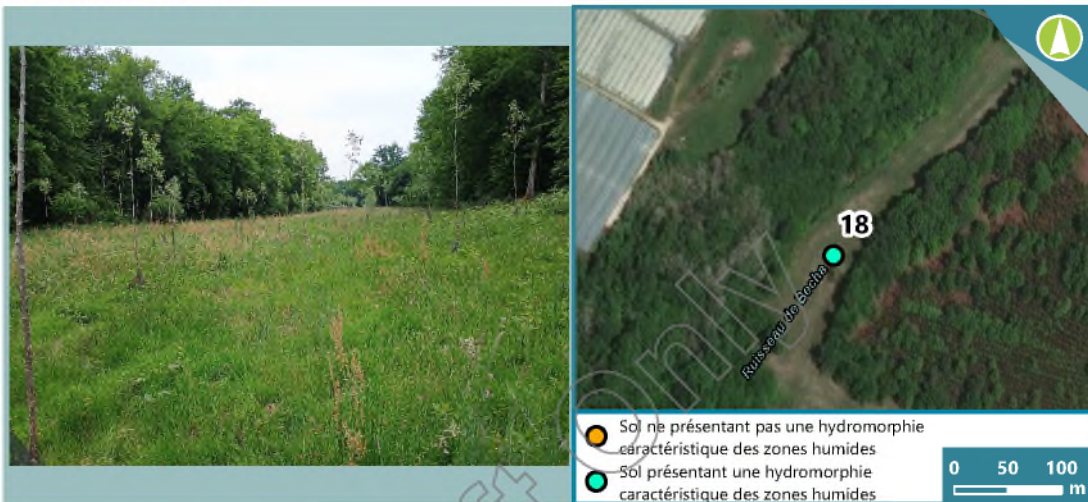 18
Ruisseau de Becha
Sol ne présentant pas une hydromorphie
caractéristique des zones humides
Sol présentant une hydromorphie
caractéristique des zones humides
0 50 100
m
only